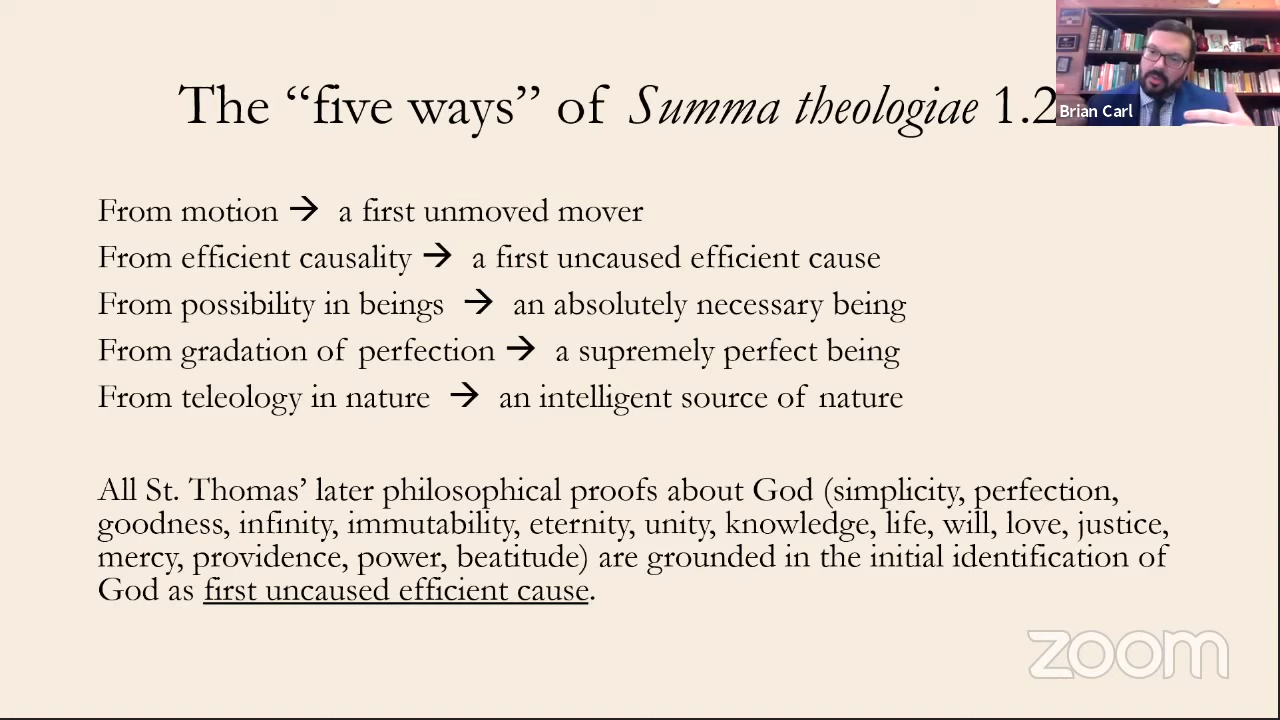 The “five ways” of Summa theologiae 1.2
Brian Carl
From motion → a first unmoved mover
From efficient causality → a first uncaused efficient cause
From possibility in beings → an absolutely necessary being
From gradation of perfection → a supremely perfect being
From teleology in nature → an intelligent source of nature
All St. Thomas’ later philosophical proofs about God (simplicity, perfection,
goodness, infinity, immutability, eternity, unity, knowledge, life, will, love, justice,
mercy, providence, power, beatitude) are grounded in the initial identification of
God as first uncaused efficient cause.
zoom